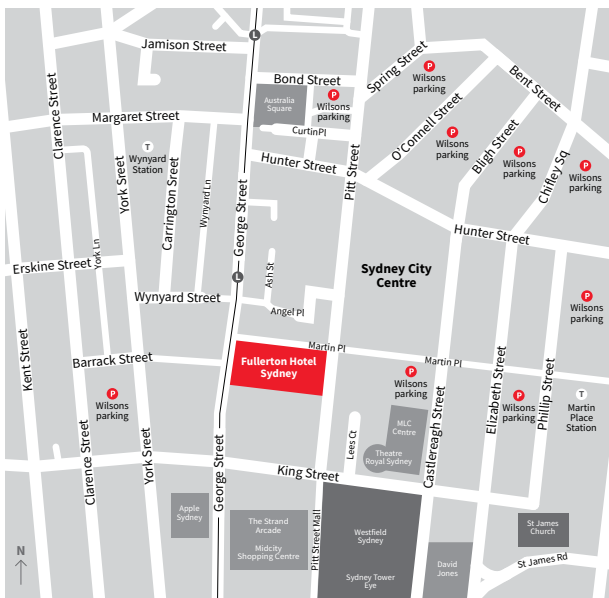 L
Jamison Street
Bond Street
Spring Street
P
Wilsons
parking
Bent Street
Clarence Street
Australia
Square
P
Wilsons
parking
Margaret Street
CurtinPl
O'Connell Street
P
Wilsons
parking
Bligh Street
P
Wilsons
parking
Chifley Sq
P
Wilsons
parking
T
Wynyard
Station
York Sreet
Carrington Street
Wynyard Ln
George Street
Hunter Street
Pitt Street
Hunter Street
York Ln
Erskine Street
Sydney City
Centre
L
Ash St
Wynyard Street
Angel Pl
P
Wilsons
parking
Kent Street
Barrack Street
Martin Pl
Martin Pl
Fullerton Hotel
Sydney
P
Wilsons
parking
P
Wilsons
parking
Castlereagh Street
Elizabeth Street
P
Wilsons
parking
Phillip Street
T
Martin
Place
Station
Clarence Street
York Sreet
George Street
Lees Ct
MLC
Centre
Theatre
Royal Sydney
King Street
Apple
Sydney
The Strand
Arcade
Midcity
Shopping Centre
Pitt Street Mall
Westfield
Sydney
Sydney Tower
Eye
David
Jones
St James
Church
St James Rd
N